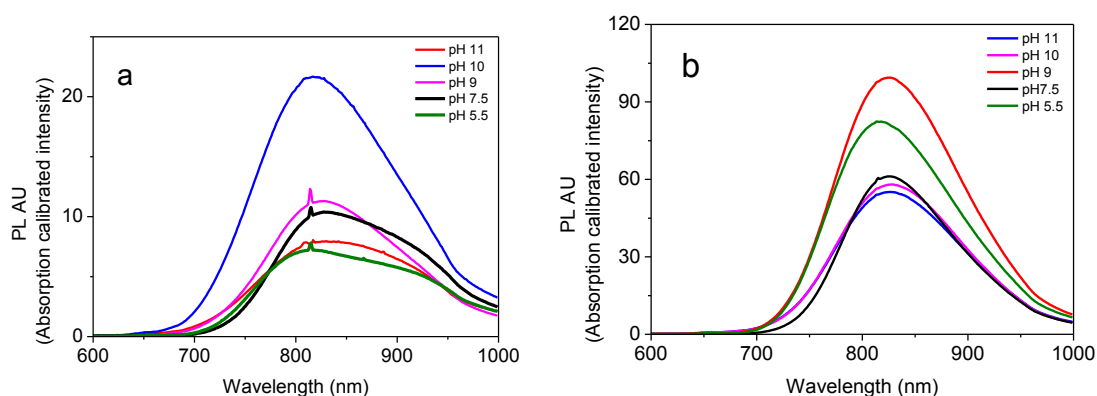 a
pH 11
pH 10
pH 9
pH 7.5
pH 5.5
PL AU
(Absorption calibrated intensity)
20
10
0
600 700 800 900 1000
Wavelength (nm)
b
pH 11
pH 10
pH 9
pH7.5
pH 5.5
PL AU
(Absorption calibrated intensity)
120
90
60
30
0
600 700 800 900 1000
Wavelength (nm)